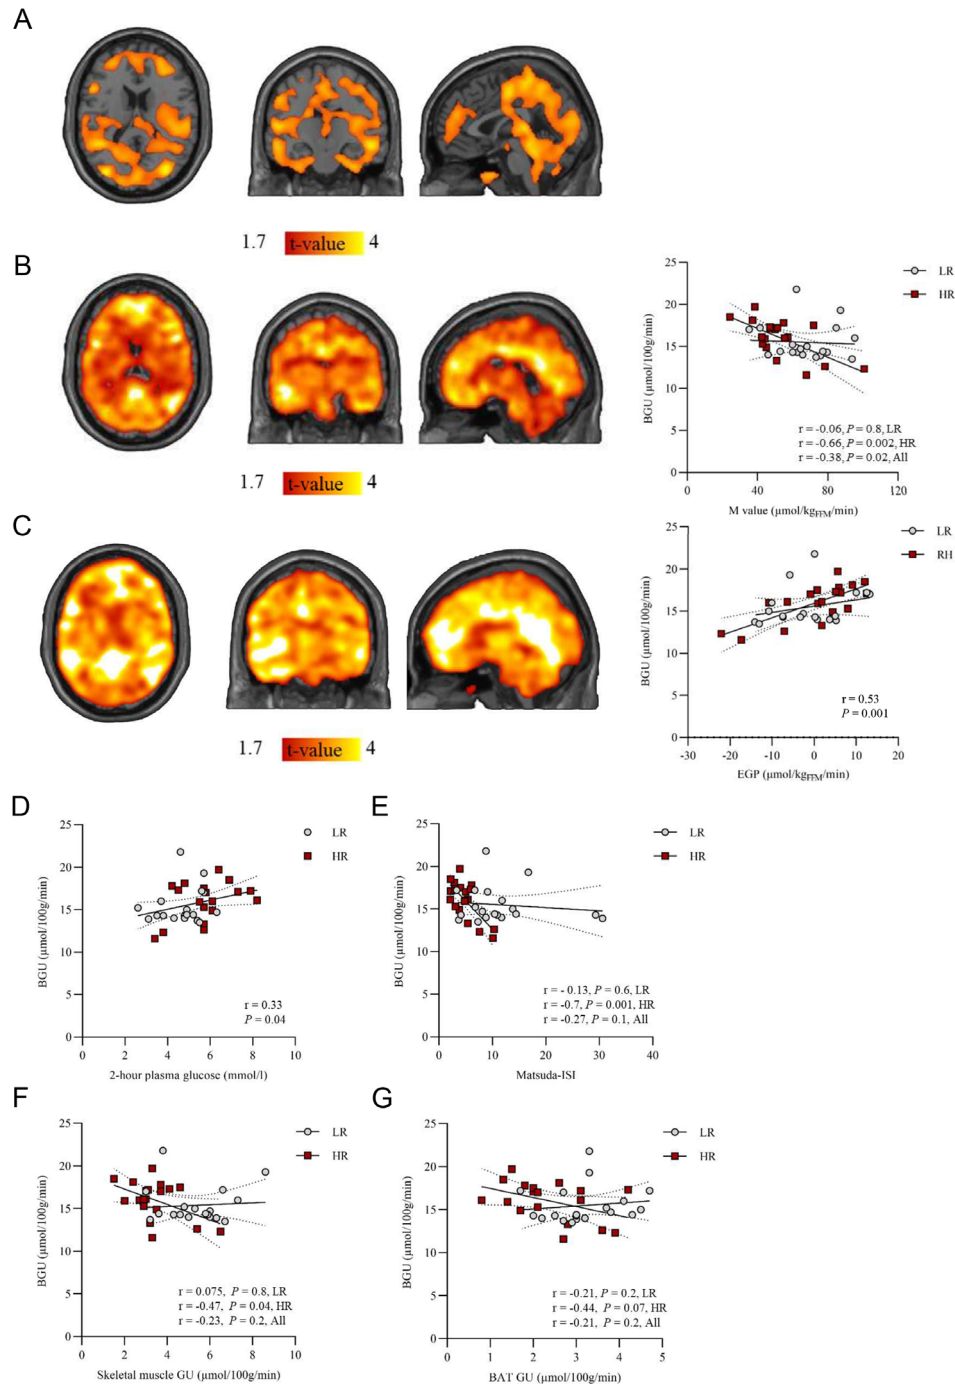 A
1.7 t-value 4
B
1.7 t-value 4
25
20
15
10
5
0
BGU (µmol/100g/min)
LR
HR
r = -0.06, P = 0.8, LR
r = -0.66, P = 0.002, HR
r = -0.38, P = 0.02, All
0 40 80 120
M value (µmol/kgFFM/min)
C
1.7 t-value 4
25
20
15
10
5
0
BGU (µmol/100g/min)
LR
RH
r = 0.53
P = 0.001
-30 -20 -10 0 10 20
EGP (µmol/kgFFM/min)
D
25
20
15
10
5
0
BGU (µmol/100g/min)
LR
HR
r = 0.33
P = 0.04
0 2 4 6 8 10
2-hour plasma glucose (mmol/l)
E
25
20
15
10
5
0
BGU (µmol/100g/min)
LR
HR
r = - 0.13, P = 0.6, LR
r = -0.7, P = 0.001, HR
r = -0.27, P = 0.1, All
0 10 20 30 40
Matsuda-ISI
F
25
20
15
10
5
0
BGU (µmol/100g/min)
LR
HR
r = 0.075, P = 0.8, LR
r = -0.47, P = 0.04, HR
r = -0.23, P = 0.2, All
0 2 4 6 8 10
Skeletal muscle GU (µmol/100g/min)
G
25
20
15
10
5
0
BGU (µmol/100g/min)
LR
HR
r = -0.21, P = 0.2, LR
r = -0.44, P = 0.07, HR
r = -0.21, P = 0.2, All
0 1 2 3 4 5
BAT GU (µmol/100g/min)